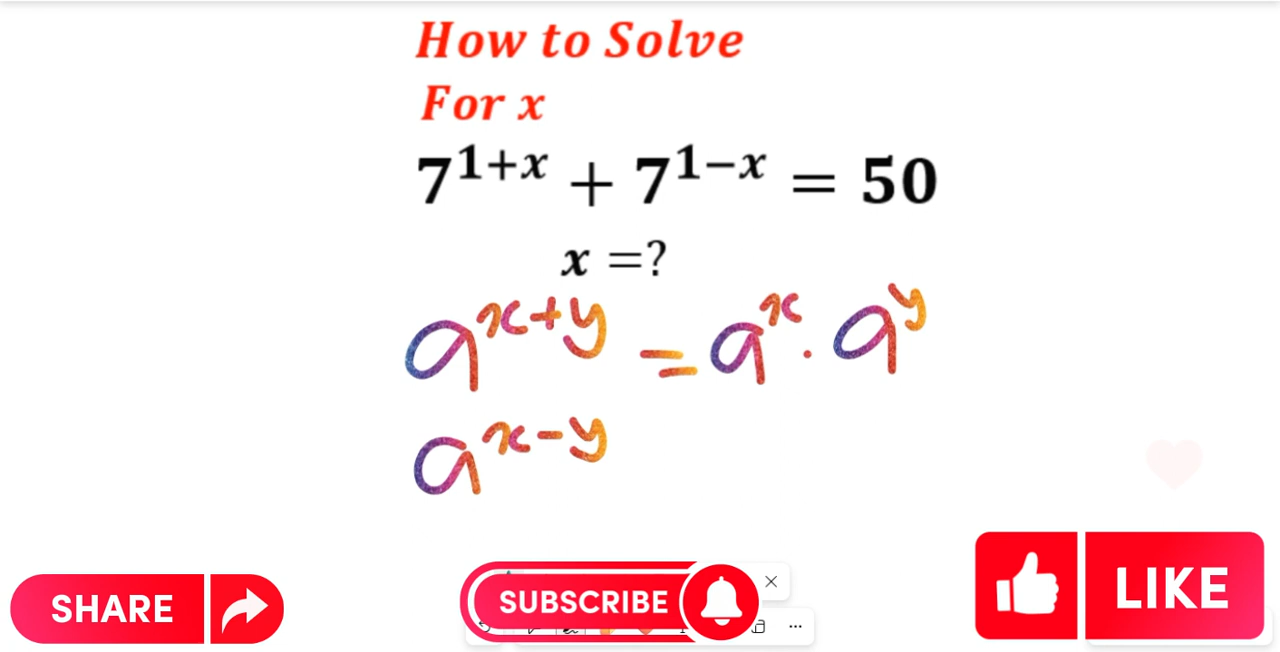 How to Solve
For x
7^{1+x} + 7^{1−x} = 50
x =?
a^{x+y} = a^x . a^y
a^{x−y}
SHARE
SUBSCRIBE
LIKE